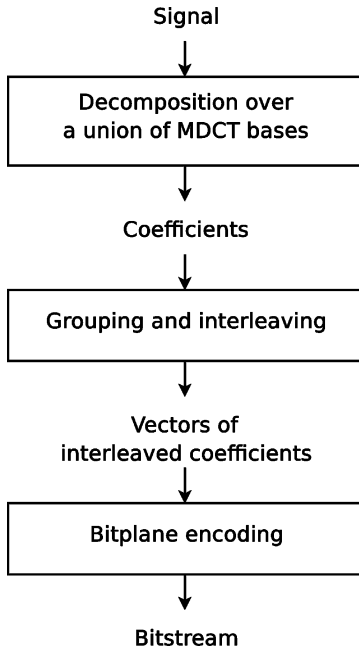 Signal
Decomposition over
a union of MDCT bases
Coefficients
Grouping and interleaving
Vectors of
interleaved coefficients
Bitplane encoding
Bitstream